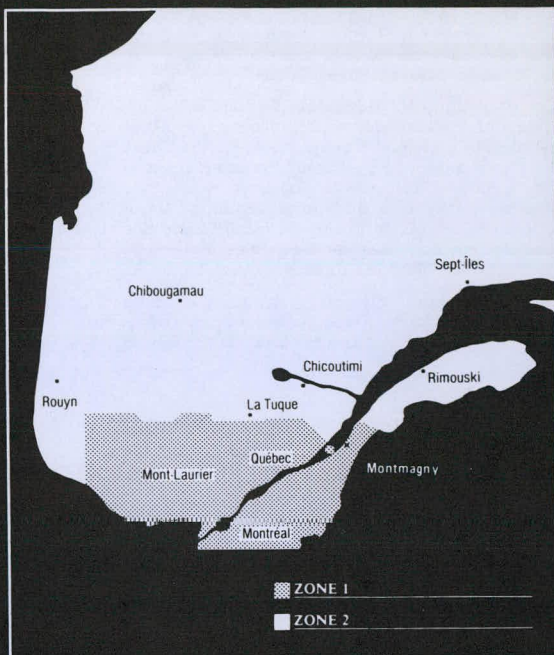 Sept-Îles
Chibougamau
Chicoutimi
Rimouski
Rouyn
La Tuque
Québec
Mont-Laurier
Montmagny
Montréal
ZONE 1
ZONE 2